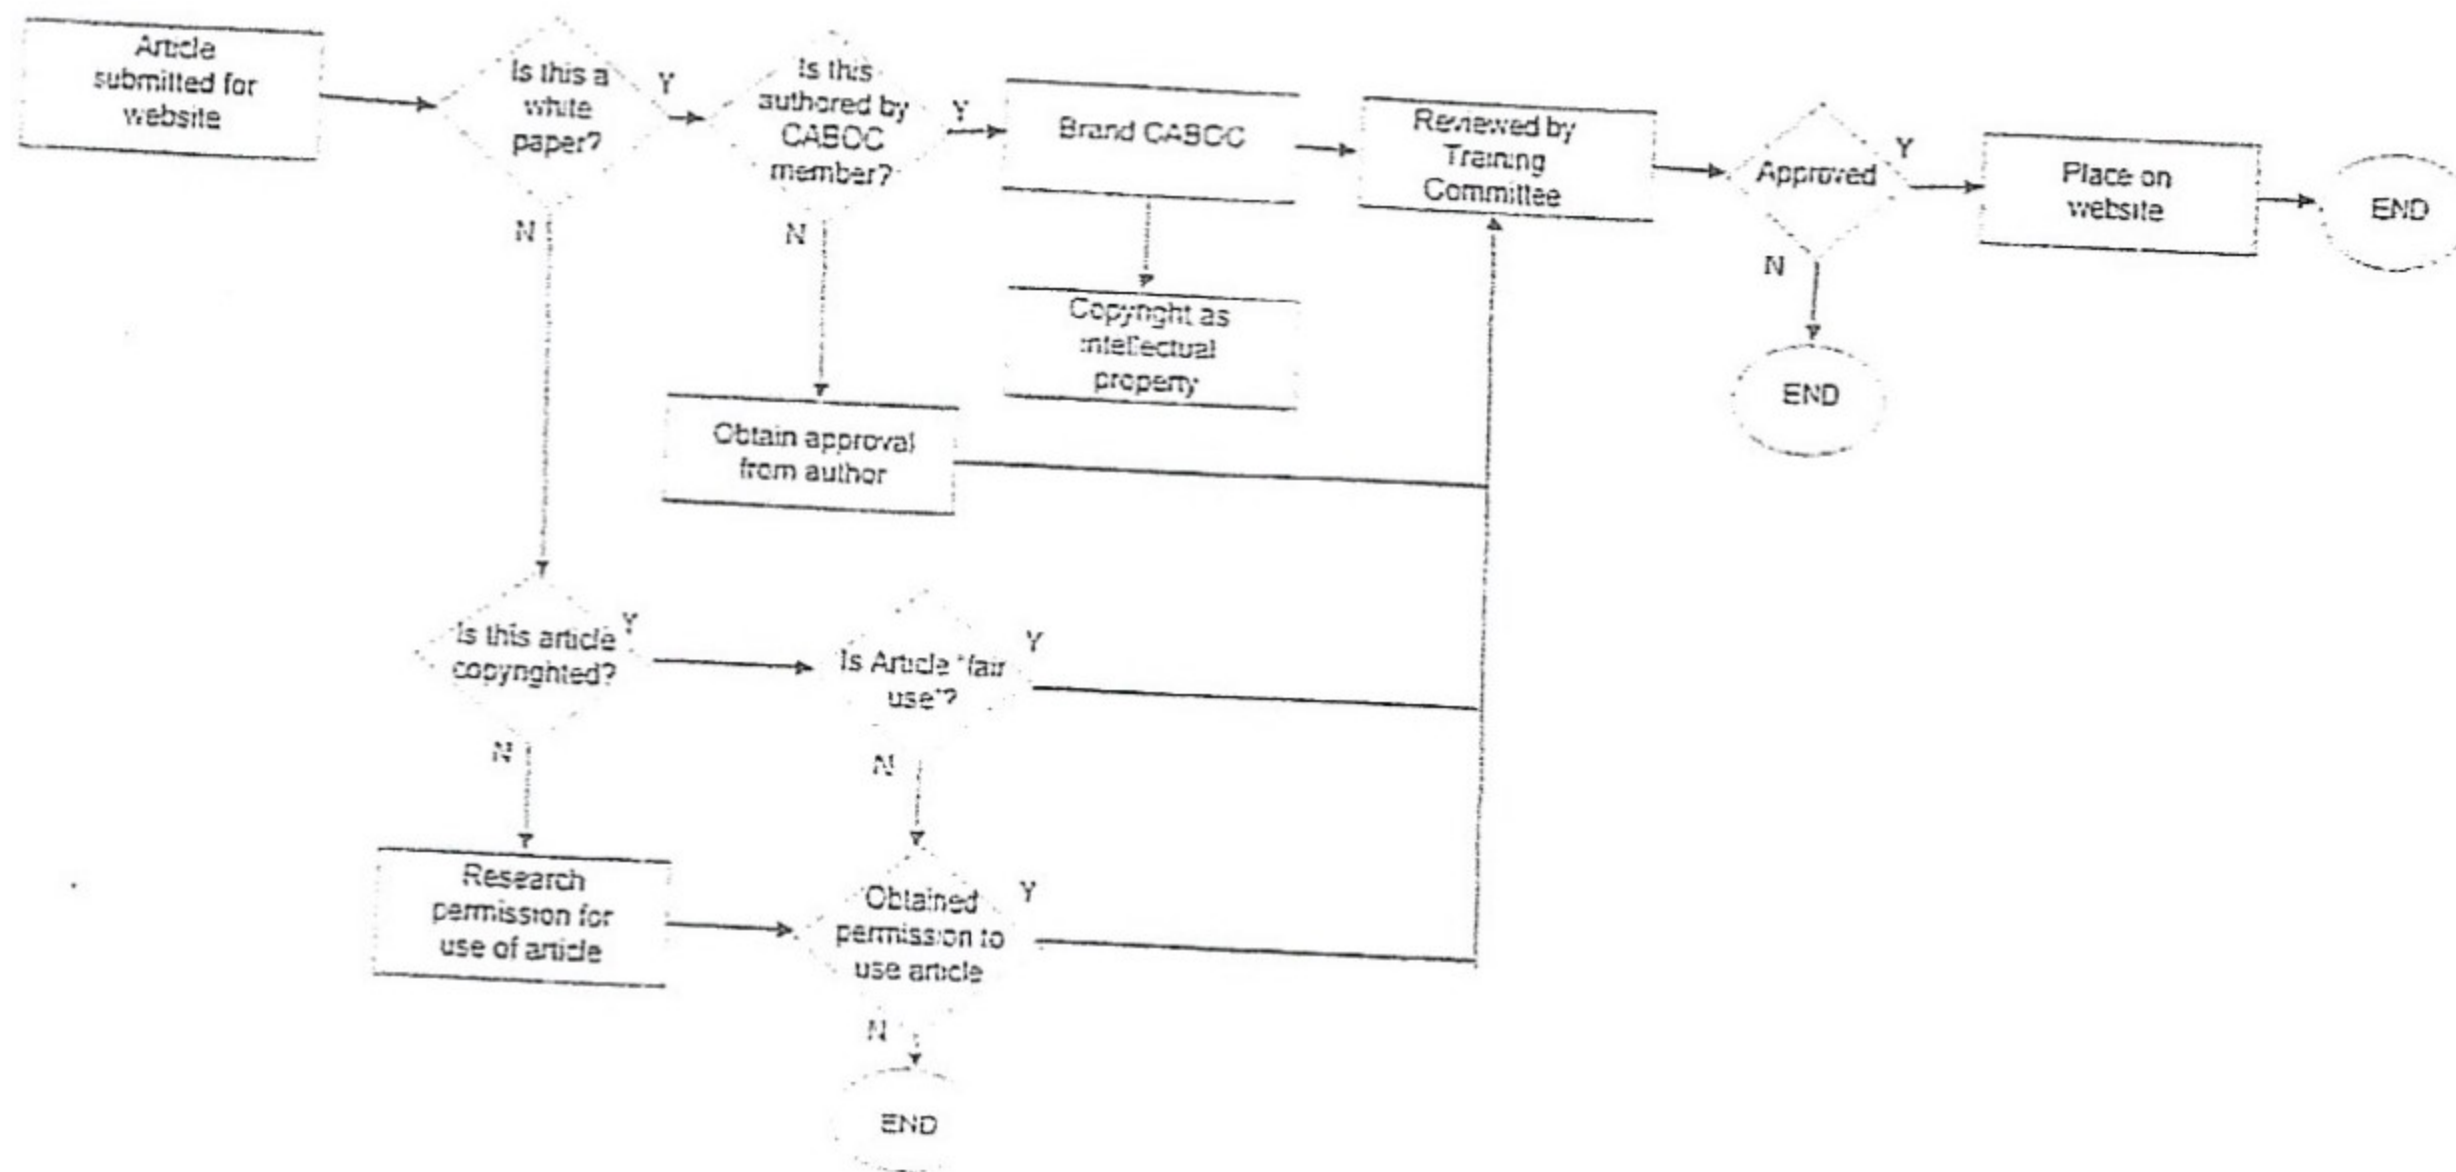 Article
submitted for
website
Is this a
white
paper?
Y
N
Is this
authored by
CABOC
member?
Y
N
Brand CABOC
Copyright as
intellectual
property
Reviewed by
Training
Committee
Approved
Y
N
Place on
website
END
END
Obtain approval
from author
Is this article
copyrighted?
Y
N
Is Article "fair
use"?
Y
N
Research
permission for
use of article
Obtained
permission to
use article
Y
N
END